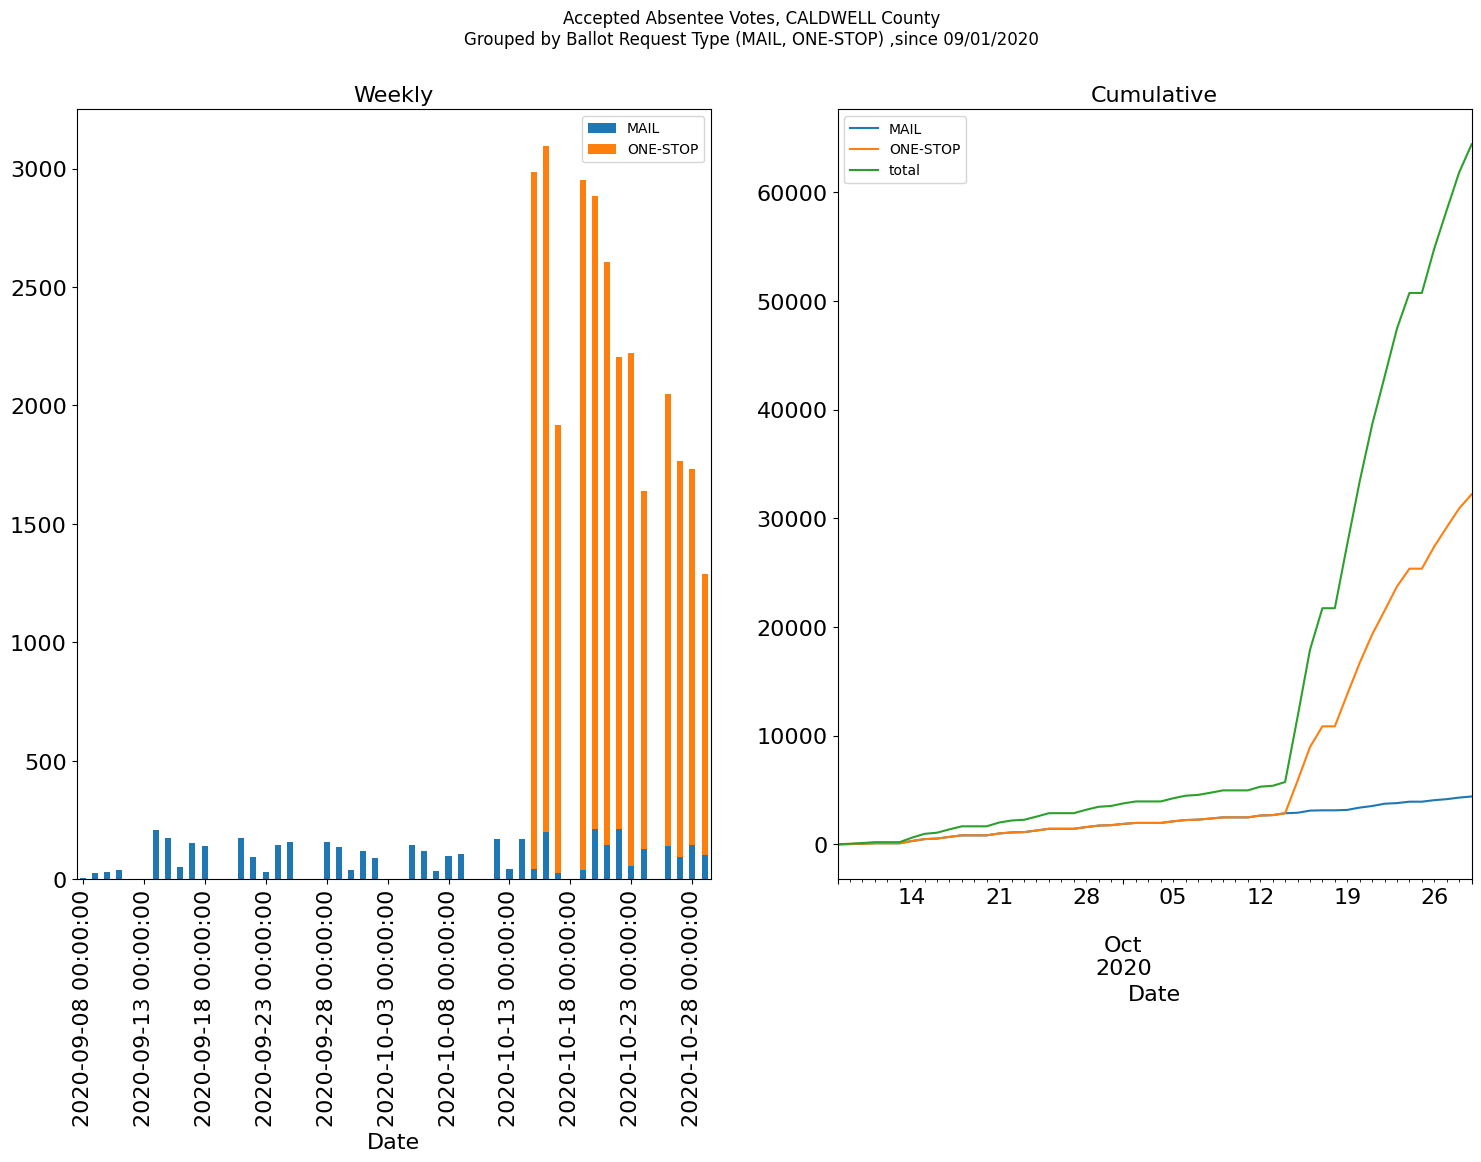 Accepted Absentee Votes, CALDWELL County
Grouped by Ballot Request Type (MAIL, ONE-STOP) ,since 09/01/2020
Weekly
MAIL
ONE-STOP
3000
2500
2000
1500
1000
500
0
2020-09-08 00:00:00
2020-09-13 00:00:00
2020-09-18 00:00:00
2020-09-23 00:00:00
2020-09-28 00:00:00
2020-10-03 00:00:00
2020-10-08 00:00:00
2020-10-13 00:00:00
2020-10-18 00:00:00
2020-10-23 00:00:00
2020-10-28 00:00:00
Date
Cumulative
MAIL
ONE-STOP
total
60000
50000
40000
30000
20000
10000
0
14 21 28 05 12 19 26
Oct
2020
Date